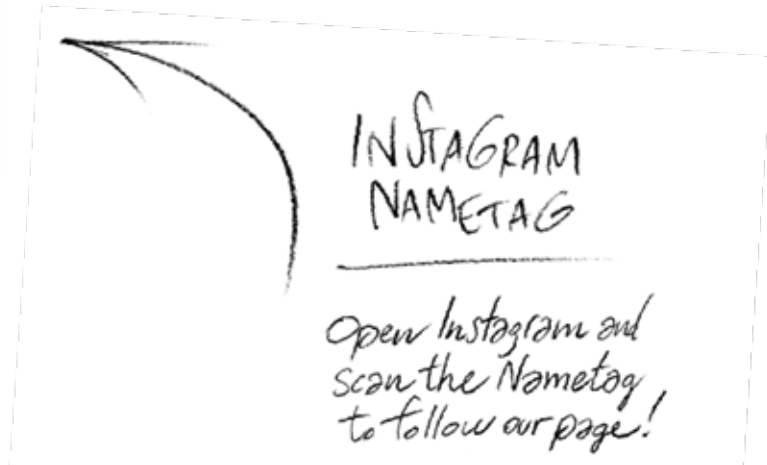 INSTAGRAM
NAMETAG
Open Instagram and
scan the Nametag
to follow our page!